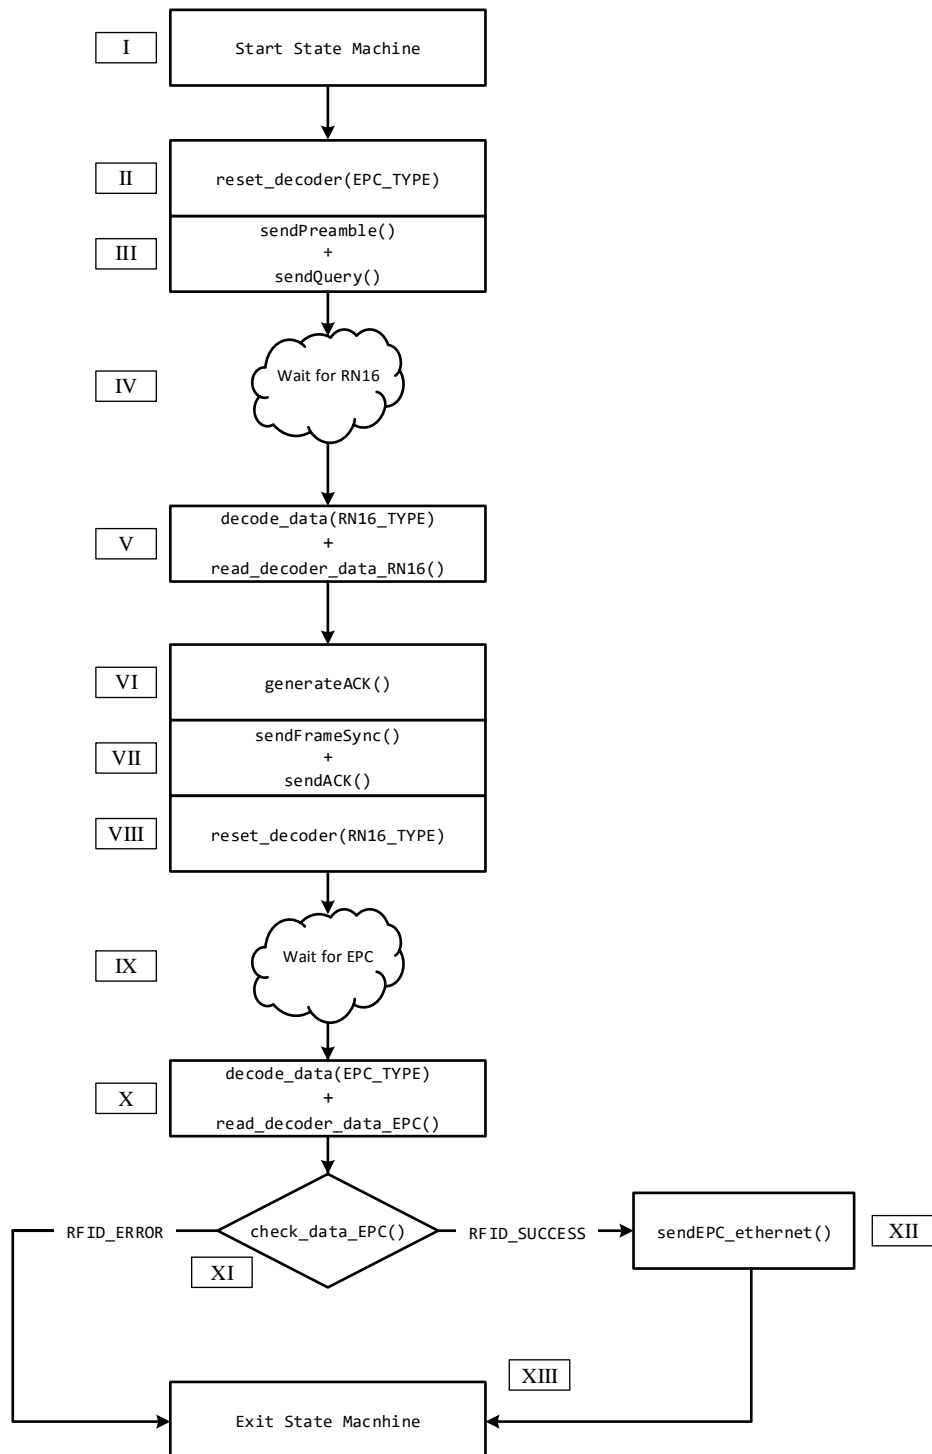 I
Start State Machine
II
reset_decoder(EPC_TYPE)
III
sendPreamble()
+
sendQuery()
IV
Wait for RN16
V
decode_data(RN16_TYPE)
+
read_decoder_data_RN16()
VI
generateACK()
VII
sendFrameSync()
+
sendACK()
VIII
reset_decoder(RN16_TYPE)
IX
Wait for EPC
X
decode_data(EPC_TYPE)
+
read_decoder_data_EPC()
RFID_ERROR
check_data_EPC()
RFID_SUCCESS
sendEPC_ethernet()
XII
XI
XIII
Exit State Macnhine